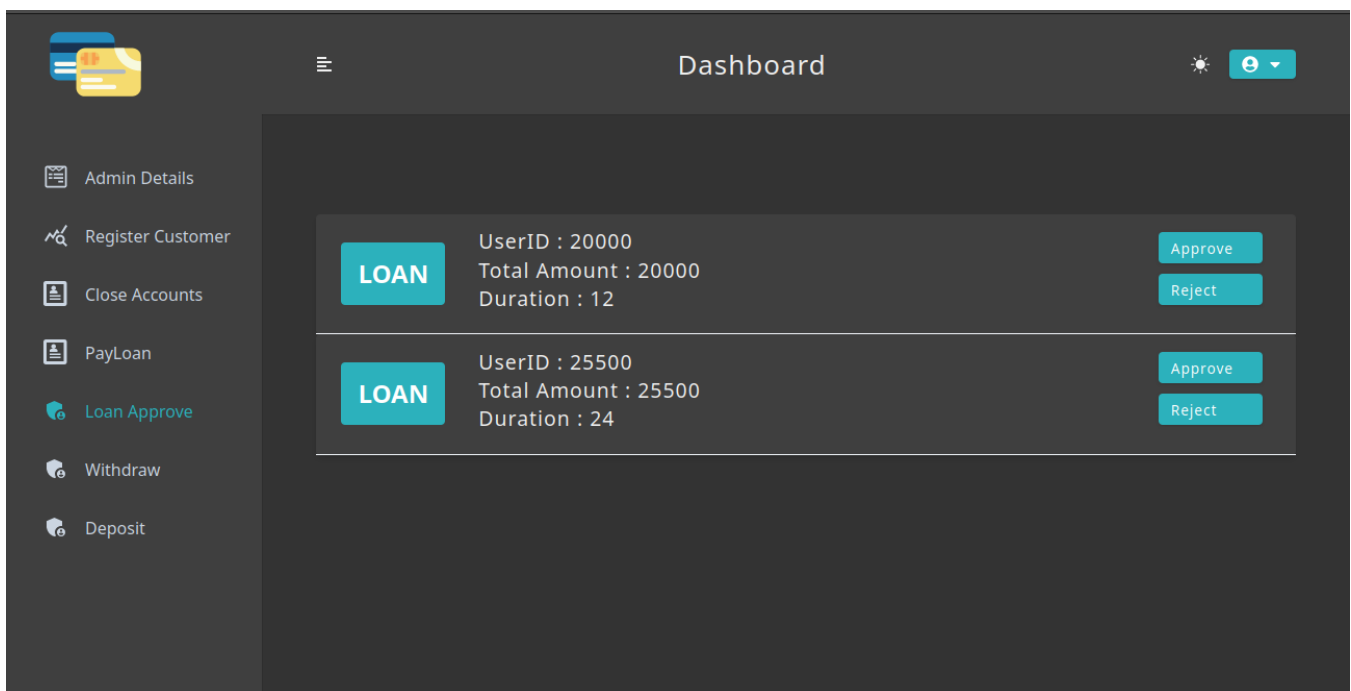 Dashboard
Admin Details
Register Customer
Close Accounts
PayLoan
Loan Approve
Withdraw
Deposit
LOAN
UserID : 20000
Total Amount : 20000
Duration : 12
Approve
Reject
LOAN
UserID : 25500
Total Amount : 25500
Duration : 24
Approve
Reject